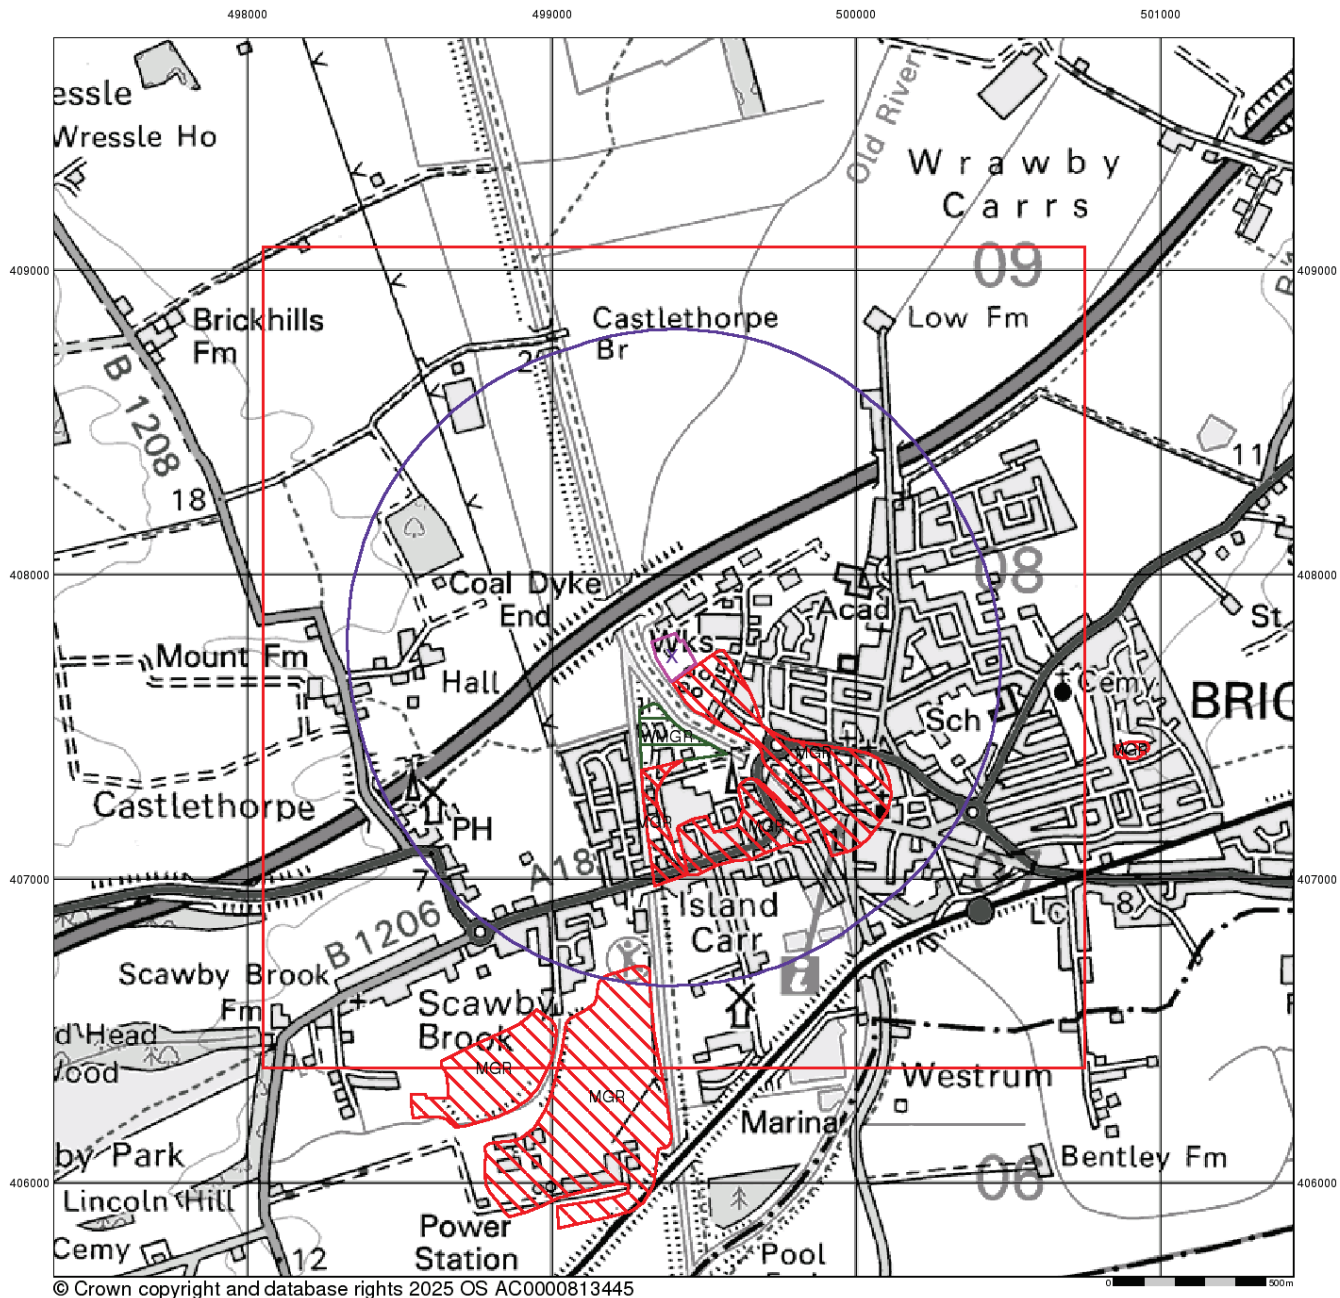 498000 499000 500000 501000
essle
Wressle Ho
Old River
Wrawby
Carrs
409000 09 409000
Brickhills
Fm
Castlethorpe
Br
Low Fm
B 1208
11
18
408000 08 408000
Coal Dyke
End
Acad
St
Wks
X
Mount Fm
Hall
Cemy
BRIG
Sch
WMGR
MGR
MGR
MGR
MGR
Castlethorpe
PH
7
A18
407000 07 407000
LC
8
B 1206
Island
Carr
i
Scawby Brook
Fm
Scawby
Brook
d Head
Wood
MGR
MGR
Westrum
Marina
by Park
Bentley Fm
406000 06 406000
Lincoln Hill
Cemy
12
Power
Station
Pool
0 500m
© Crown copyright and database rights 2025 OS AC0000813445